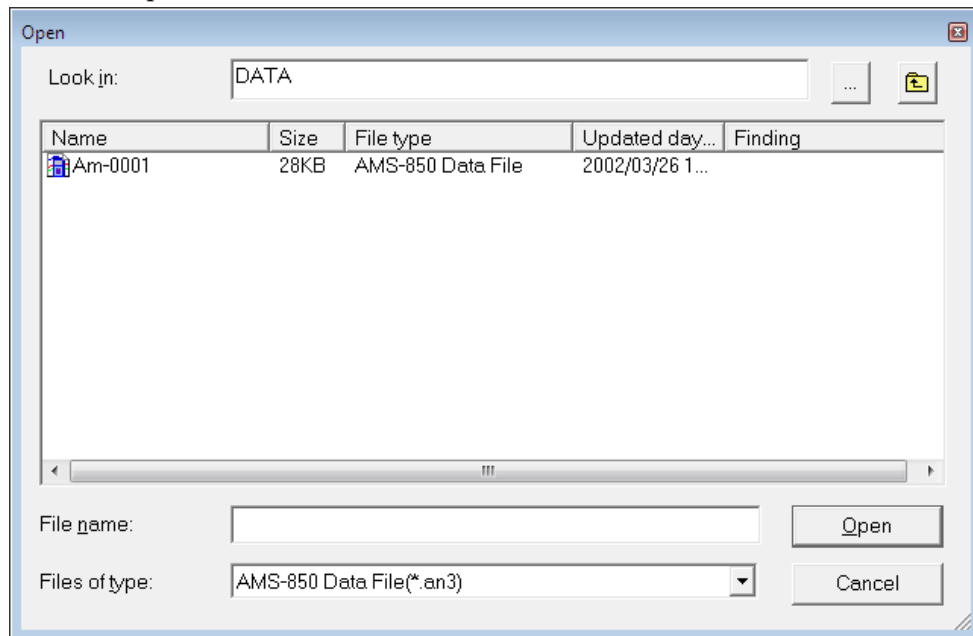 Open
Look in: DATA ...
Name Size File type Updated day... Finding
Am-0001 28KB AMS-850 Data File 2002/03/26 1...
File name: Open
Files of type: AMS-850 Data File(*.an3) Cancel